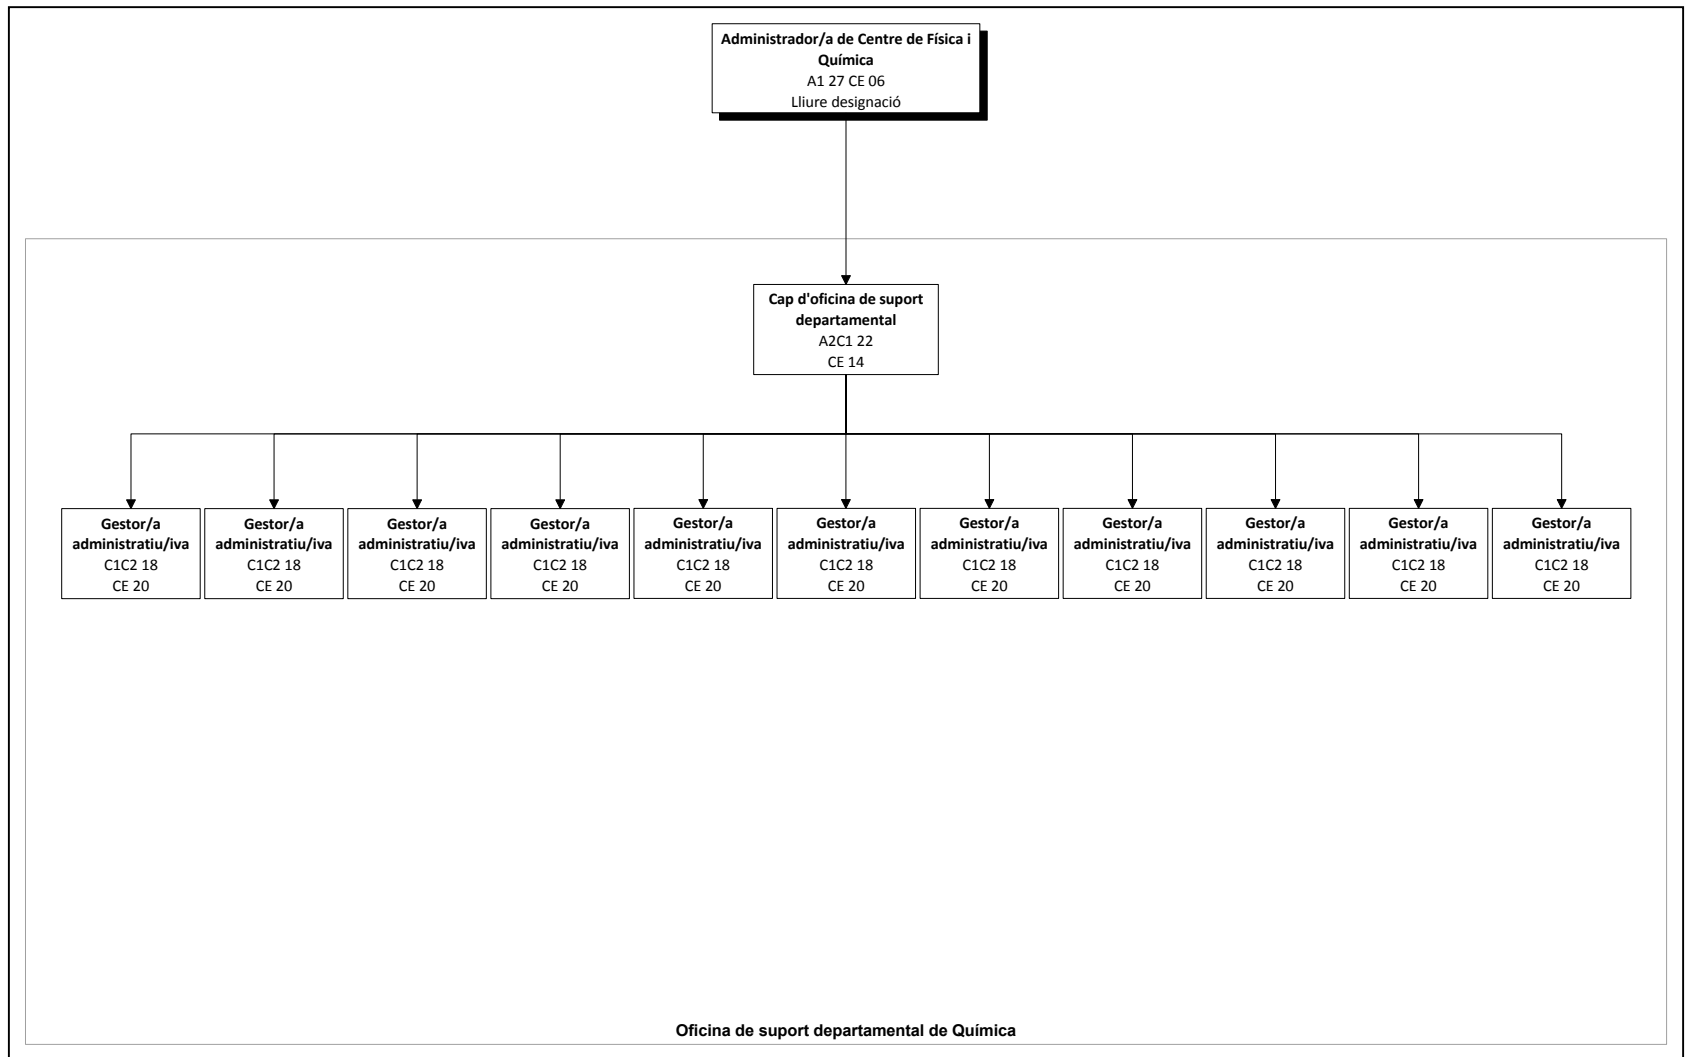 Administrador/a de Centre de Física i
Química
A1 27 CE 06
Lliure designació
Cap d'oficina de suport
departamental
A2C1 22
CE 14
Gestor/a
administratiu/iva
C1C2 18
CE 20
Gestor/a
administratiu/iva
C1C2 18
CE 20
Gestor/a
administratiu/iva
C1C2 18
CE 20
Gestor/a
administratiu/iva
C1C2 18
CE 20
Gestor/a
administratiu/iva
C1C2 18
CE 20
Gestor/a
administratiu/iva
C1C2 18
CE 20
Gestor/a
administratiu/iva
C1C2 18
CE 20
Gestor/a
administratiu/iva
C1C2 18
CE 20
Gestor/a
administratiu/iva
C1C2 18
CE 20
Gestor/a
administratiu/iva
C1C2 18
CE 20
Gestor/a
administratiu/iva
C1C2 18
CE 20
Oficina de suport departamental de Química